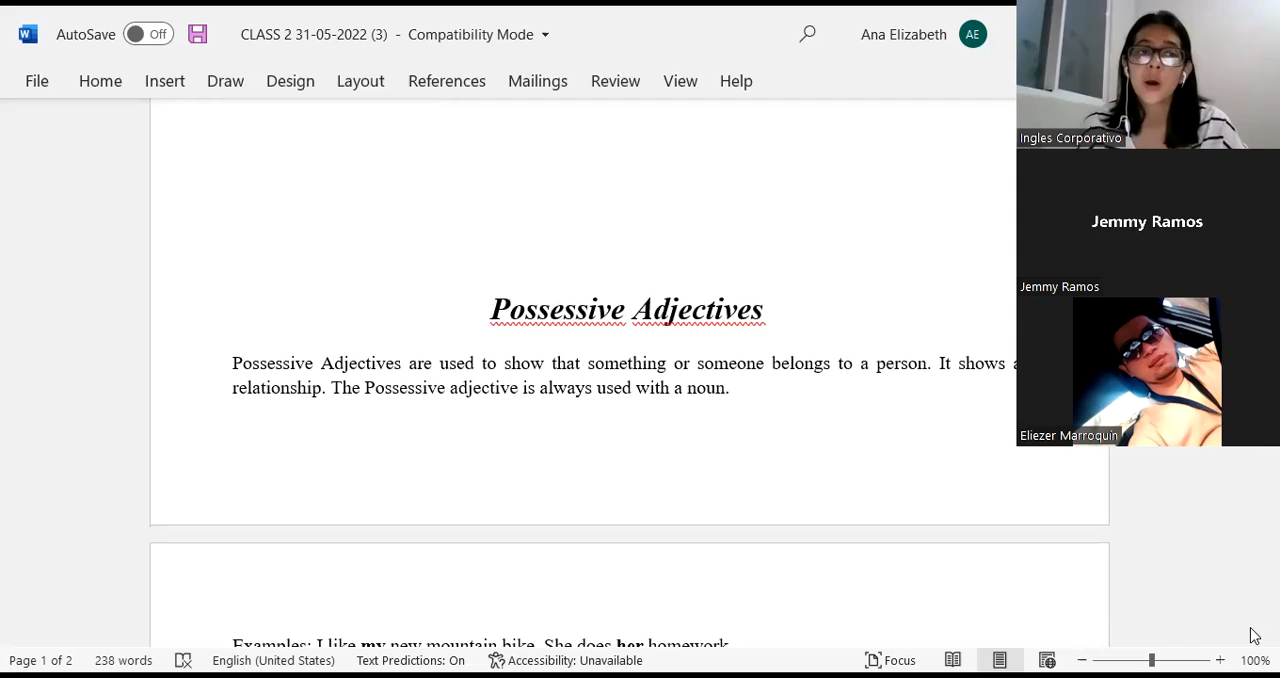 AutoSave Off CLASS 2 31-05-2022 (3) - Compatibility Mode Ana Elizabeth AE
File Home Insert Draw Design Layout References Mailings Review View Help
Ingles Corporativo
Jemmy Ramos
Jemmy Ramos
Eliezer Marroquin
Possessive Adjectives
Possessive Adjectives are used to show that something or someone belongs to a person. It shows a
relationship. The Possessive adjective is always used with a noun.
Examples: I like my new mountain bike. She does her homework
Page 1 of 2 238 words English (United States) Text Predictions: On Accessibility: Unavailable Focus 100%